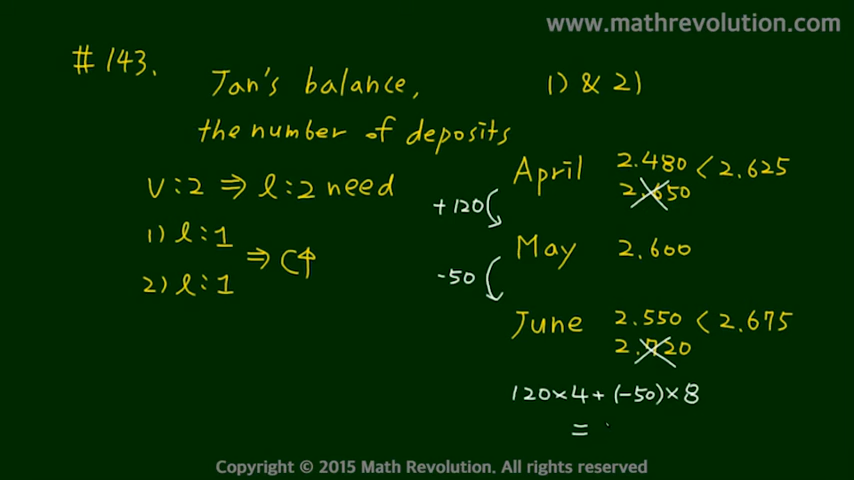 www.mathrevolution.com
#143.
Jan's balance,
the number of deposits
V:2 ⇒ l:2 need
1) l:1
2) l:1
⇒ C↑
1) & 2)
April 2.480 < 2.625
2.650
+120
May 2.600
-50
June 2.550 < 2.675
2.720
120×4+(-50)×8
=
Copyright © 2015 Math Revolution. All rights reserved